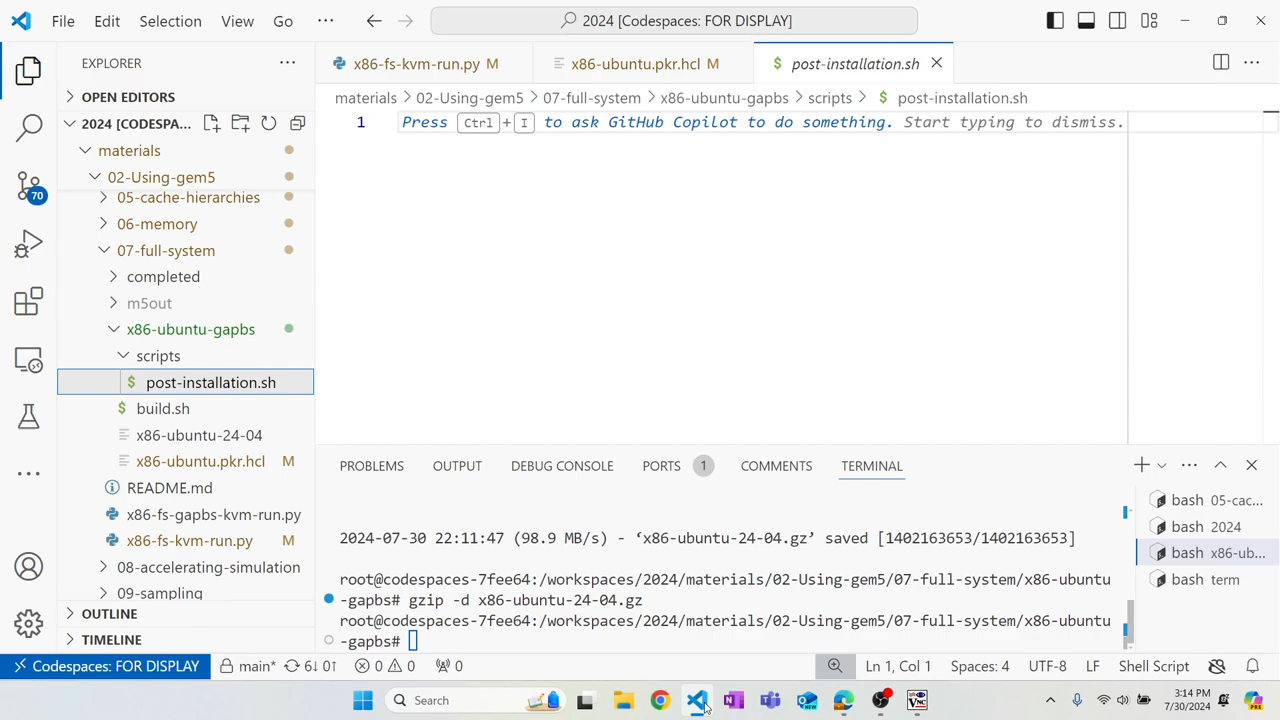 File Edit Selection View Go ··· 2024 [Codespaces: FOR DISPLAY]
EXPLORER
OPEN EDITORS
2024 [CODESPA...
materials
02-Using-gem5
05-cache-hierarchies
06-memory
07-full-system
completed
m5out
x86-ubuntu-gapbs
scripts
post-installation.sh
build.sh
x86-ubuntu-24-04
x86-ubuntu.pkr.hcl M
README.md
x86-fs-gapbs-kvm-run.py
x86-fs-kvm-run.py M
08-accelerating-simulation
09-sampling
OUTLINE
TIMELINE
70
x86-fs-kvm-run.py M x86-ubuntu.pkr.hcl M $ post-installation.sh
materials > 02-Using-gem5 > 07-full-system > x86-ubuntu-gapbs > scripts > $ post-installation.sh
1 Press Ctrl + I to ask GitHub Copilot to do something. Start typing to dismiss.
PROBLEMS OUTPUT DEBUG CONSOLE PORTS 1 COMMENTS TERMINAL
2024-07-30 22:11:47 (98.9 MB/s) - ‘x86-ubuntu-24-04.gz’ saved [1402163653/1402163653]
root@codespaces-7fee64:/workspaces/2024/materials/02-Using-gem5/07-full-system/x86-ubuntu
-gapbs# gzip -d x86-ubuntu-24-04.gz
root@codespaces-7fee64:/workspaces/2024/materials/02-Using-gem5/07-full-system/x86-ubuntu
-gapbs#
bash 05-cac...
bash 2024
bash x86-ub...
bash term
Codespaces: FOR DISPLAY main* 6↓ 0↑ 0 0 0 Ln 1, Col 1 Spaces: 4 UTF-8 LF Shell Script
Search
3:14 PM
7/30/2024